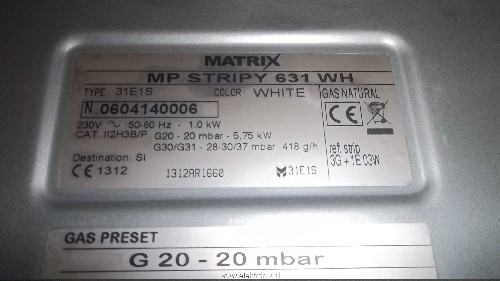 MATRIX
MP STRIPY 631 WH
TYPE: 31E1S COLOR: WHITE GAS NATURAL
N. 0604140006
230V ~ 50-60 Hz - 1.0 kW
CAT. II2H3B/P G20 - 20 mbar - 5,75 kW
G30/G31 - 28-30/37 mbar 418 g/h
Destination: SI
CE 1312 1312AR1660 31E1S
CE
ref. strip
3G + 1E.03W
GAS PRESET
G 20 - 20 mbar